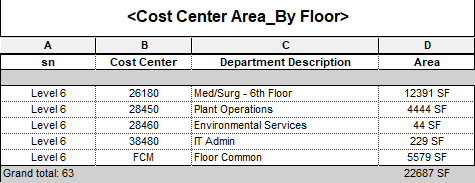 <Cost Center Area_By Floor>
A B C D
sn Cost Center Department Description Area
Level 6 26180 Med/Surg - 6th Floor 12391 SF
Level 6 28450 Plant Operations 4444 SF
Level 6 28460 Environmental Services 44 SF
Level 6 38480 IT Admin 229 SF
Level 6 FCM Floor Common 5579 SF
Grand total: 63 22687 SF